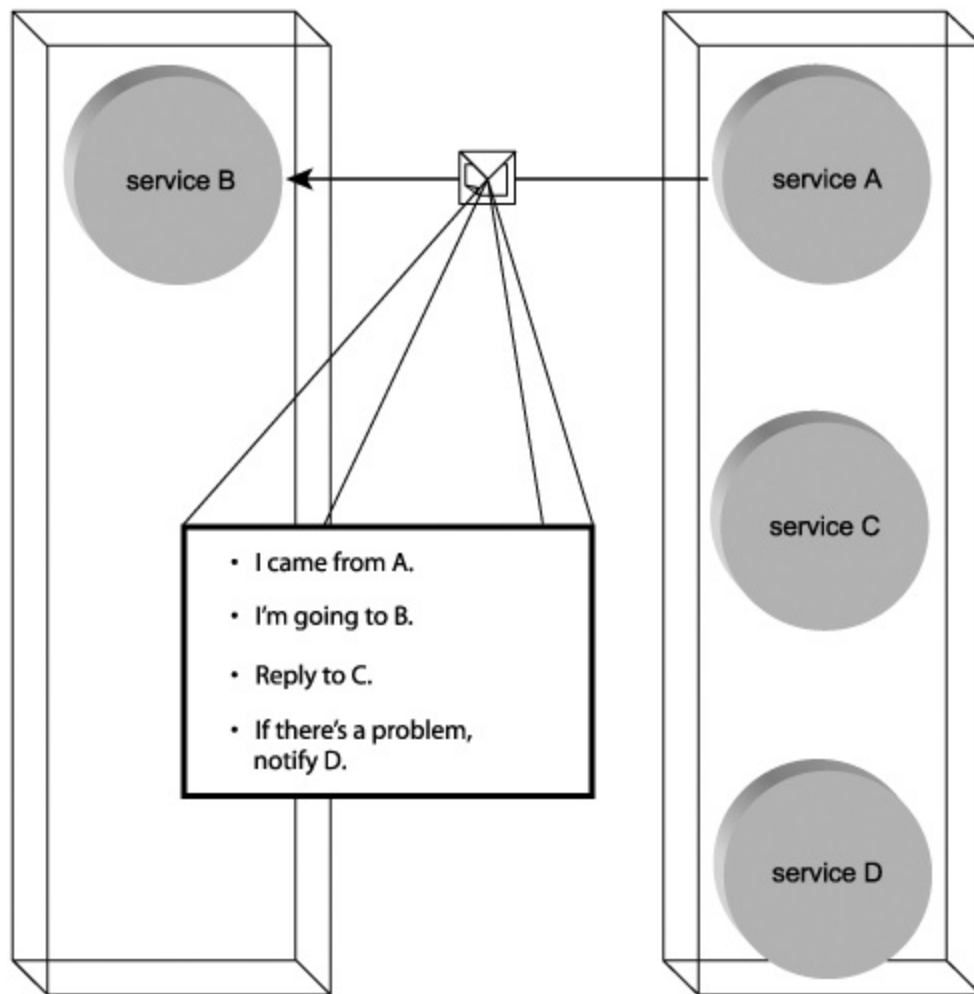 service B
service A
• I came from A.
• I'm going to B.
• Reply to C.
• If there's a problem,
notify D.
service C
service D